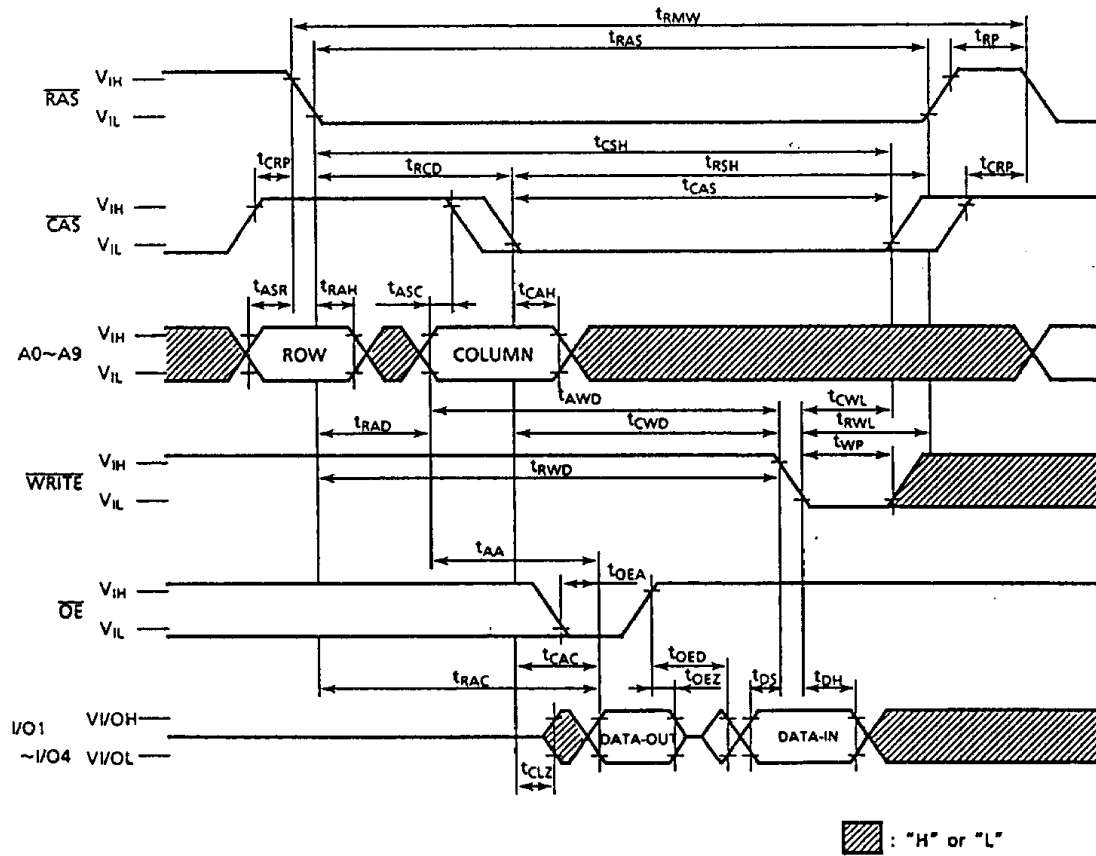 tRMW
tRAS
tRP
RAS
VIH
VIL
tCRP
tRCD
tCSH
tRSH
tCAS
tCRP
CAS
VIH
VIL
tASR
tRAH
tASC
tCAH
A0~A9
VIH
VIL
ROW
COLUMN
tAWD
tCWL
tRAD
tCWD
tRWL
tWP
WRITE
VIH
VIL
tRWD
tAA
tOEA
OE
VIH
VIL
tCAC
tOED
tRAC
tOEZ
tDS
tDH
I/O1
~I/O4
VI/OH
VI/OL
DATA-OUT
DATA-IN
tCLZ
: "H" or "L"